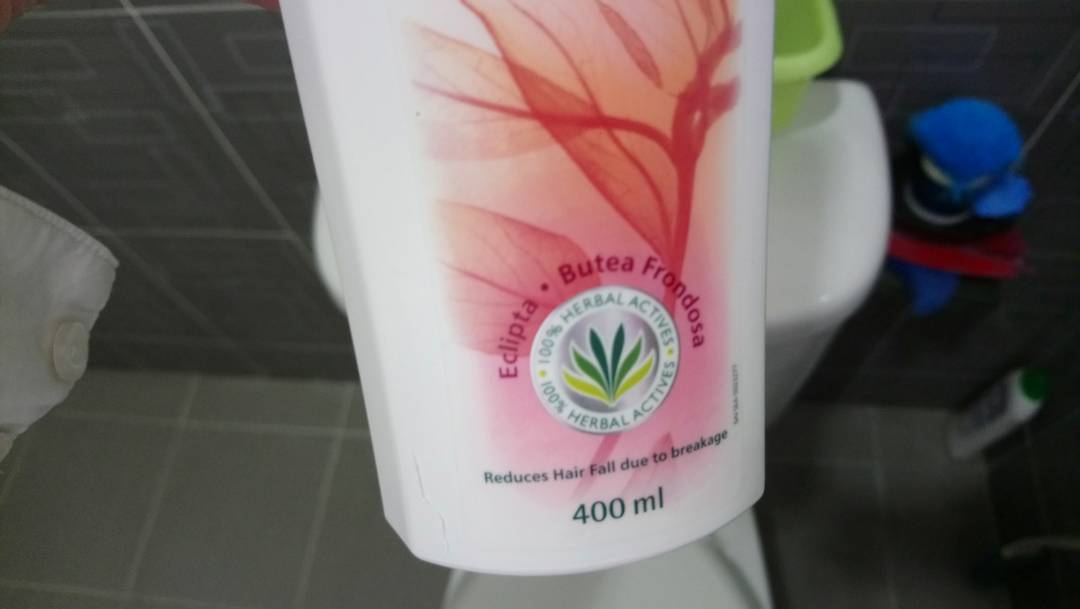 Eclipta • Butea Frondosa
100% HERBAL ACTIVES •
100% HERBAL ACTIVES •
Reduces Hair Fall due to breakage
400 ml